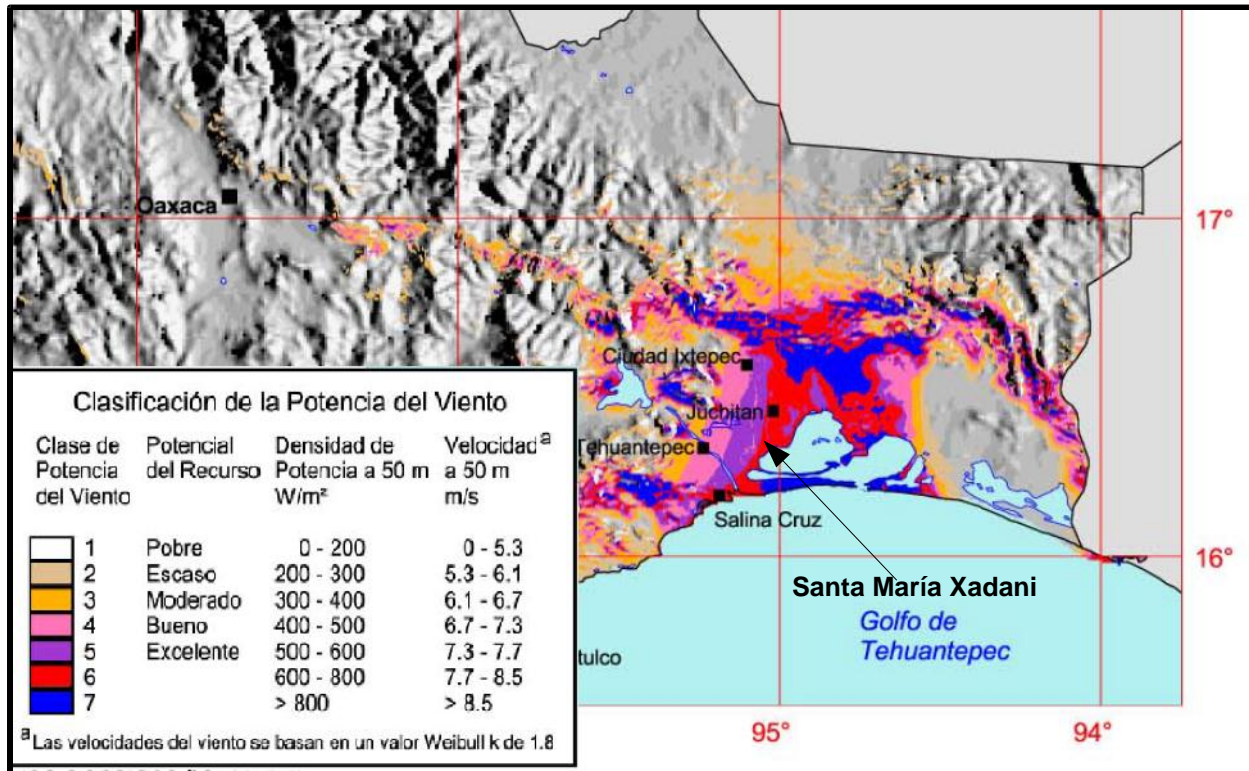 Oaxaca
17°
Ciudad Ixtepec
Juchitan
Tehuantepec
Salina Cruz
16°
Santa María Xadani
Golfo de
Tehuantepec
tulco
95°
94°
Clasificación de la Potencia del Viento
Clase de Potencia del Viento Potencial del Recurso Densidad de Potencia a 50 m W/m² Velocidad a a 50 m m/s
1 Pobre 0 - 200 0 - 5.3
2 Escaso 200 - 300 5.3 - 6.1
3 Moderado 300 - 400 6.1 - 6.7
4 Bueno 400 - 500 6.7 - 7.3
5 Excelente 500 - 600 7.3 - 7.7
6 600 - 800 7.7 - 8.5
7 > 800 > 8.5
a Las velocidades del viento se basan en un valor Weibull k de 1.8